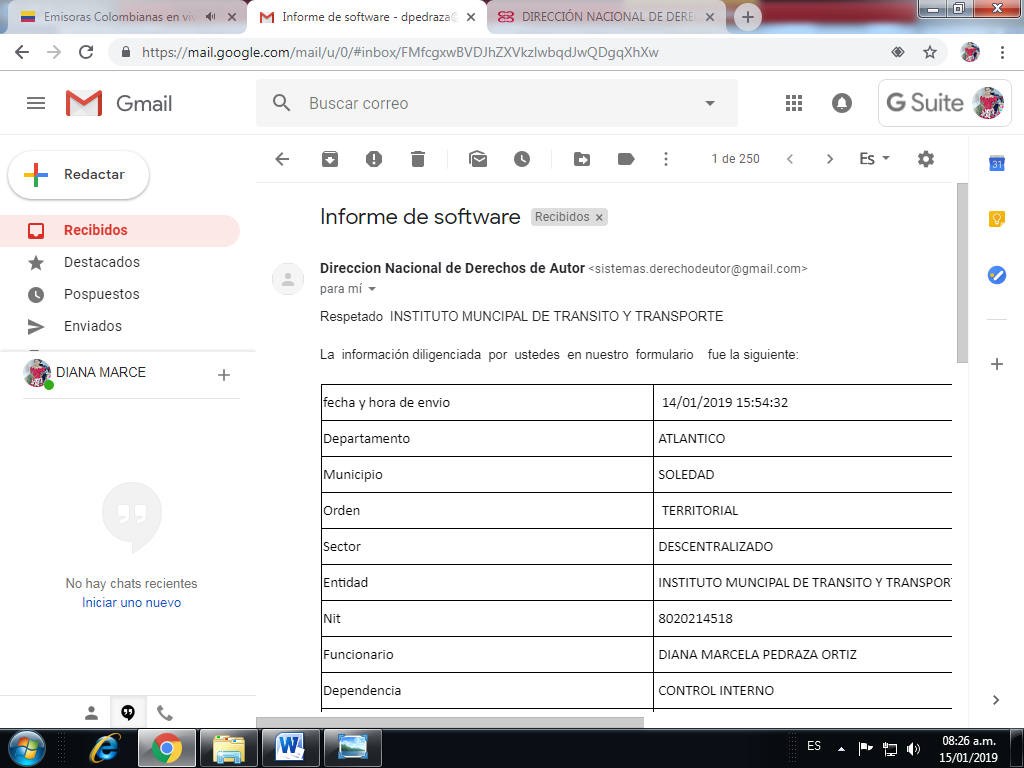 Emisoras Colombianas en viv
Informe de software - dpedraza@
DIRECCIÓN NACIONAL DE DERE
https://mail.google.com/mail/u/0/#inbox/FMfcgxwBVDJhZXVkzlwbqdJwQDgqXhXw
Gmail
Buscar correo
G Suite
Redactar
1 de 250
Es
31
Informe de software
Recibidos ×
Recibidos
Destacados
Pospuestos
Enviados
DIANA MARCE
No hay chats recientes
Iniciar uno nuevo
Direccion Nacional de Derechos de Autor <sistemas.derechodeutor@gmail.com>
para mí
Respetado INSTITUTO MUNCIPAL DE TRANSITO Y TRANSPORTE
La información diligenciada por ustedes en nuestro formulario fue la siguiente:
fecha y hora de envio 14/01/2019 15:54:32
Departamento ATLANTICO
Municipio SOLEDAD
Orden TERRITORIAL
Sector DESCENTRALIZADO
Entidad INSTITUTO MUNCIPAL DE TRANSITO Y TRANSPOR
Nit 8020214518
Funcionario DIANA MARCELA PEDRAZA ORTIZ
Dependencia CONTROL INTERNO
ES
08:26 a.m.
15/01/2019